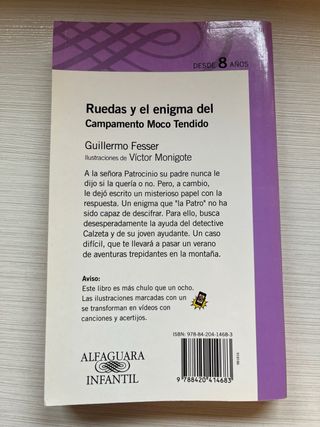 DESDE 8 AÑOS
Ruedas y el enigma del
Campamento Moco Tendido
Guillermo Fesser
Ilustraciones de Víctor Monigote
A la señora Patrocinio su padre nunca le
dijo si la quería o no. Pero, a cambio,
le dejó escrito un misterioso papel con la
respuesta. Un enigma que "la Patro" no ha
sido capaz de descifrar. Para ello, busca
desesperadamente la ayuda del detective
Calzeta y de su joven ayudante. Un caso
difícil, que te llevará a pasar un verano
de aventuras trepidantes en la montaña.
Aviso:
Este libro es más chulo que un ocho.
Las ilustraciones marcadas con un
se transforman en vídeos con
canciones y acertijos.
ISBN: 978-84-204-1468-3
ALFAGUARA
INFANTIL
9 788420 414683